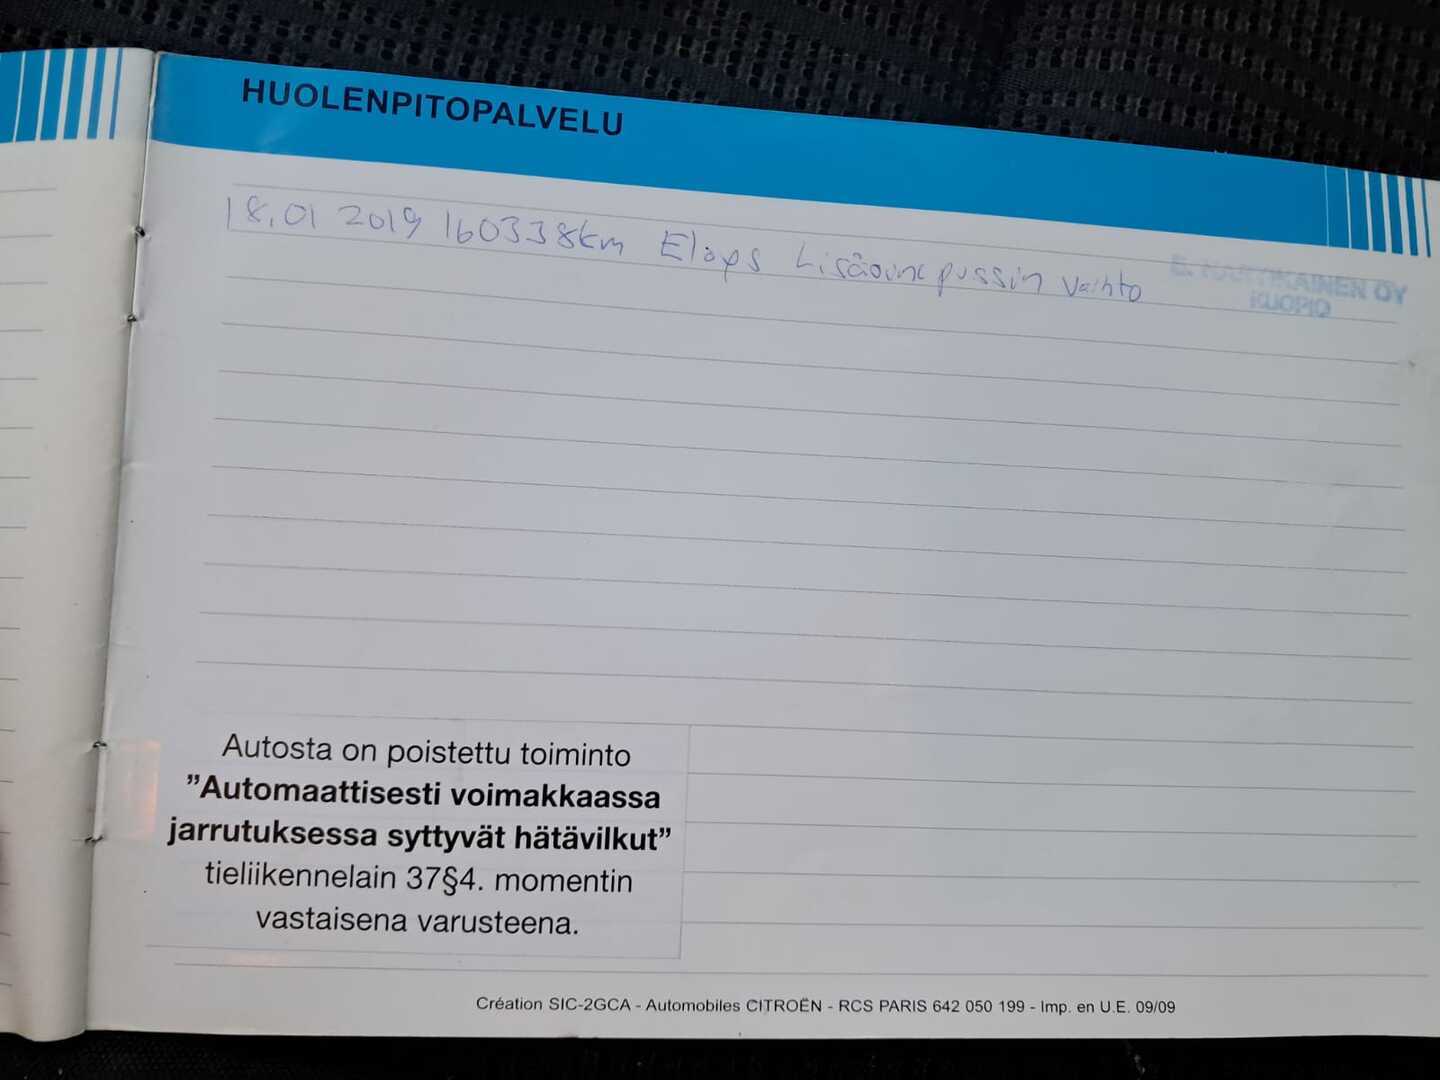 HUOLENPITOPALVELU
18.01 2019 160338km Elops Lisäainepussin vaihto
KUOPIO
Autosta on poistettu toiminto
”Automaattisesti voimakkaassa
jarrutuksessa syttyvät hätävilkut”
tieliikennelain 37§4. momentin
vastaisena varusteena.
Création SIC-2GCA - Automobiles CITROËN - RCS PARIS 642 050 199 - Imp. en U.E. 09/09